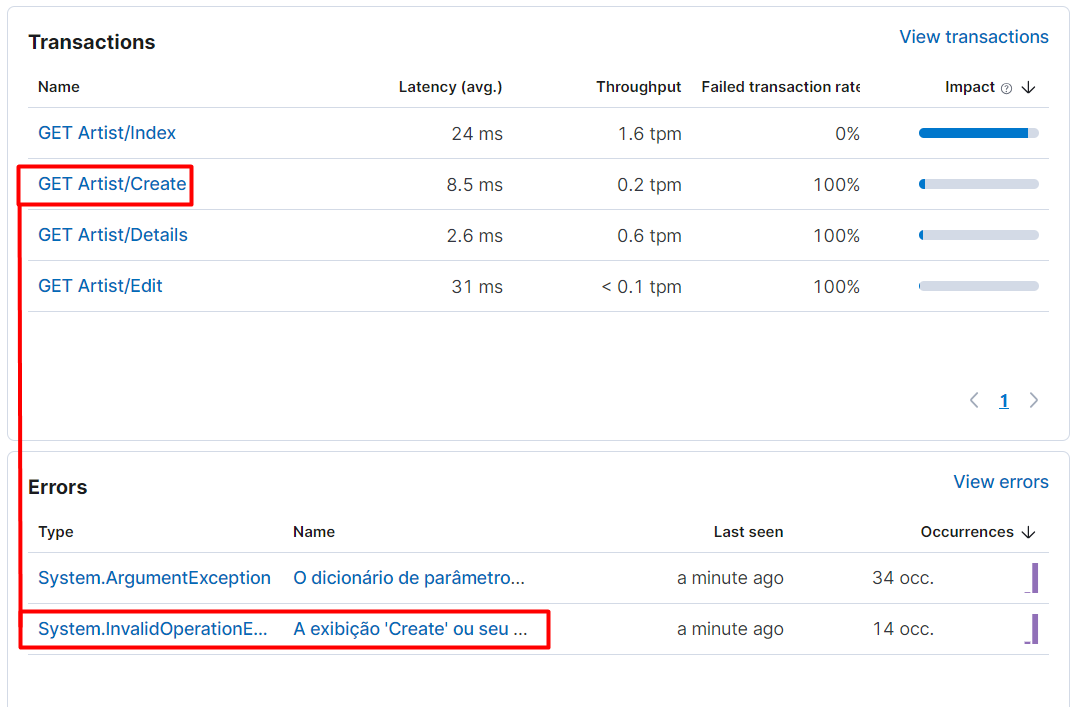 Transactions
View transactions
Name Latency (avg.) Throughput Failed transaction rate Impact
GET Artist/Index 24 ms 1.6 tpm 0%
GET Artist/Create 8.5 ms 0.2 tpm 100%
GET Artist/Details 2.6 ms 0.6 tpm 100%
GET Artist/Edit 31 ms < 0.1 tpm 100%
1
Errors
View errors
Type Name Last seen Occurrences
System.ArgumentException O dicionário de parâmetro... a minute ago 34 occ.
System.InvalidOperationE... A exibição 'Create' ou seu ... a minute ago 14 occ.